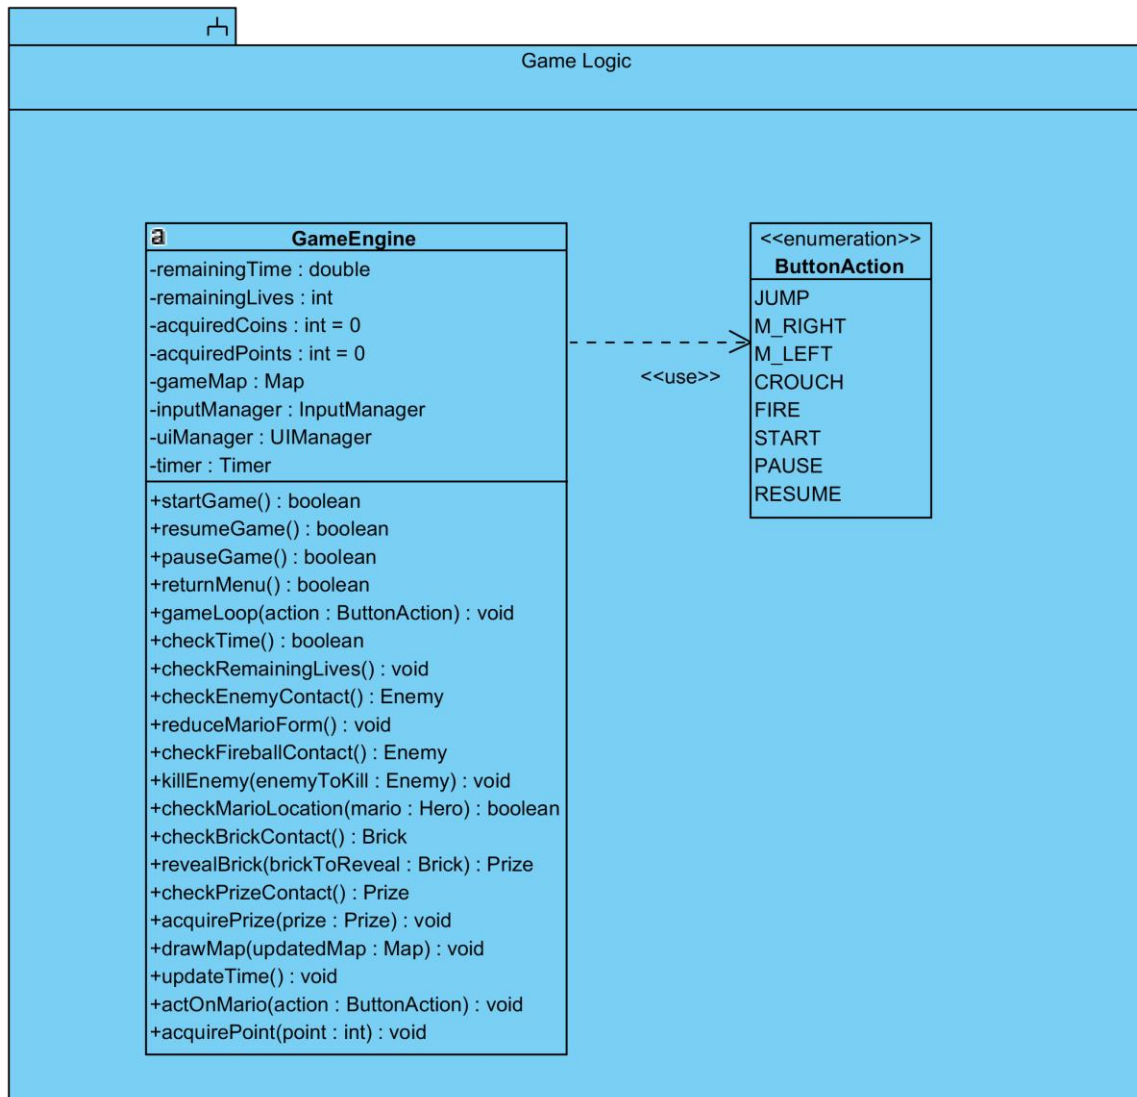 Game Logic
a
GameEngine
-remainingTime : double
-remainingLives : int
-acquiredCoins : int = 0
-acquiredPoints : int = 0
-gameMap : Map
-inputManager : InputManager
-uiManager : UIManager
-timer : Timer
+startGame() : boolean
+resumeGame() : boolean
+pauseGame() : boolean
+returnMenu() : boolean
+gameLoop(action : ButtonAction) : void
+checkTime() : boolean
+checkRemainingLives() : void
+checkEnemyContact() : Enemy
+reduceMarioForm() : void
+checkFireballContact() : Enemy
+killEnemy(enemyToKill : Enemy) : void
+checkMarioLocation(mario : Hero) : boolean
+checkBrickContact() : Brick
+revealBrick(brickToReveal : Brick) : Prize
+checkPrizeContact() : Prize
+acquirePrize(prize : Prize) : void
+drawMap(updatedMap : Map) : void
+updateTime() : void
+actOnMario(action : ButtonAction) : void
+acquirePoint(point : int) : void
<<use>>
<<enumeration>>
ButtonAction
JUMP
M_RIGHT
M_LEFT
CROUCH
FIRE
START
PAUSE
RESUME